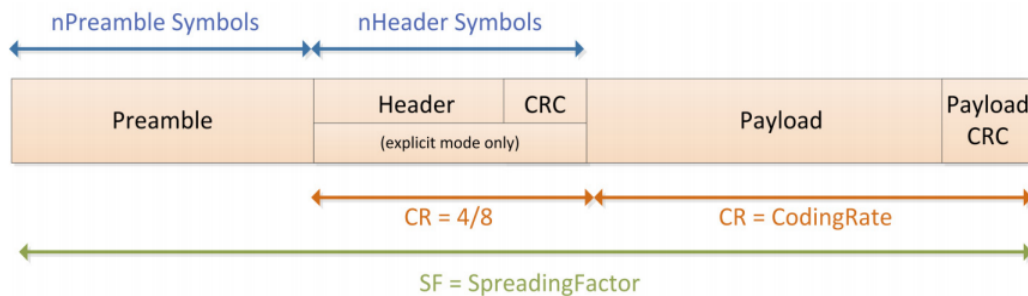 nPreamble Symbols
nHeader Symbols
Preamble
Header
CRC
(explicit mode only)
Payload
Payload
CRC
CR = 4/8
CR = CodingRate
SF = SpreadingFactor